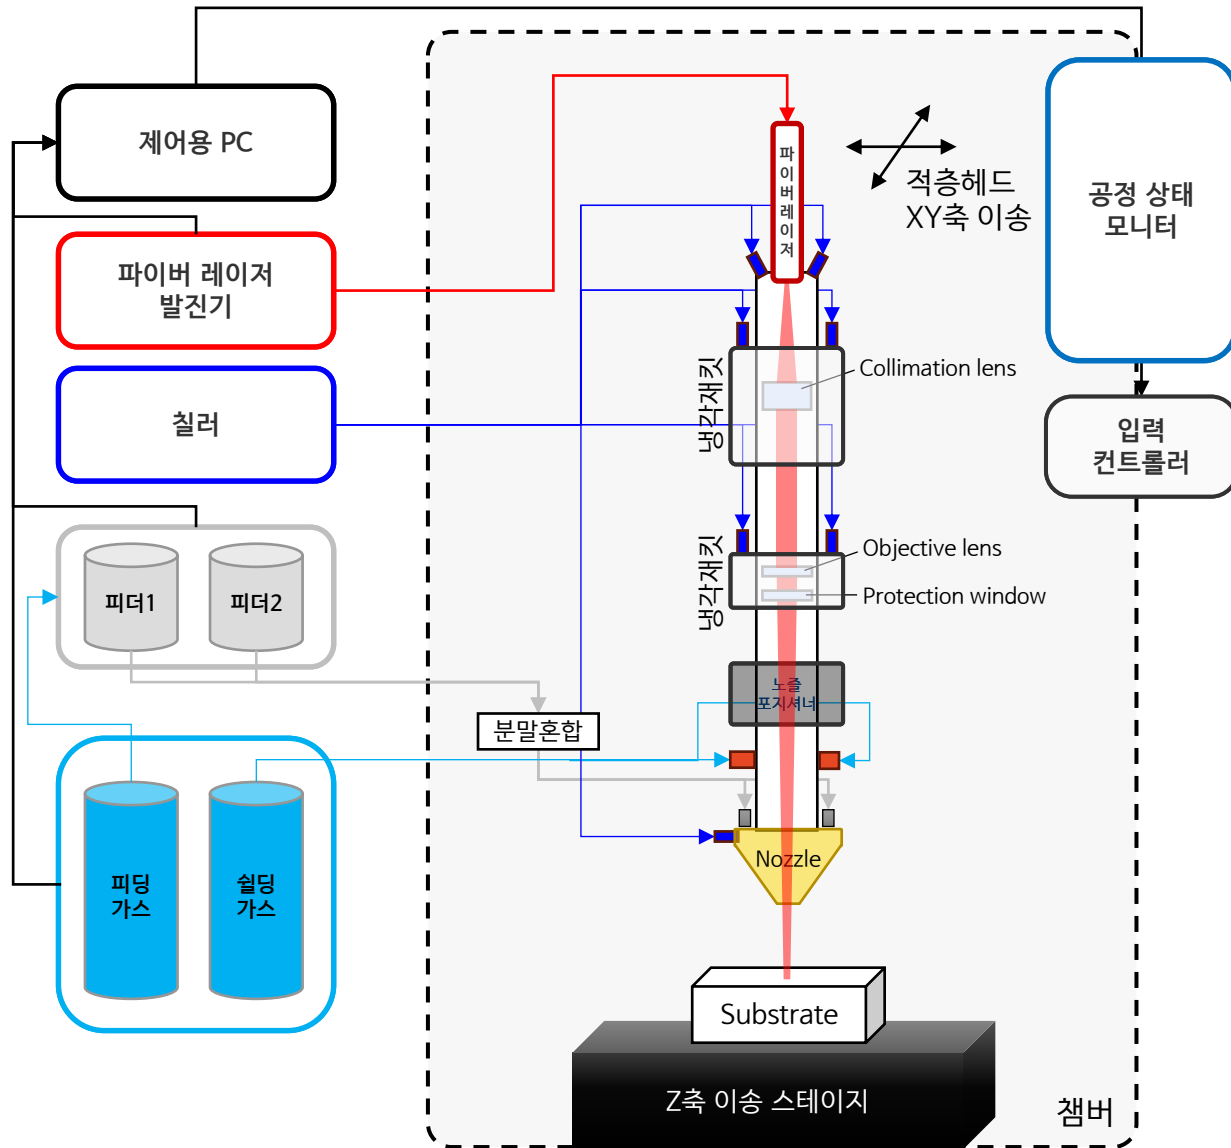 제어용 PC
파이버 레이저
발진기
칠러
피더1
피더2
분말혼합
피딩
가스
쉴딩
가스
파이버레이저
적층헤드
XY축 이송
냉각재킷
Collimation lens
냉각재킷
Objective lens
Protection window
노즐
포지셔너
Nozzle
Substrate
Z축 이송 스테이지
챔버
공정 상태
모니터
입력
컨트롤러